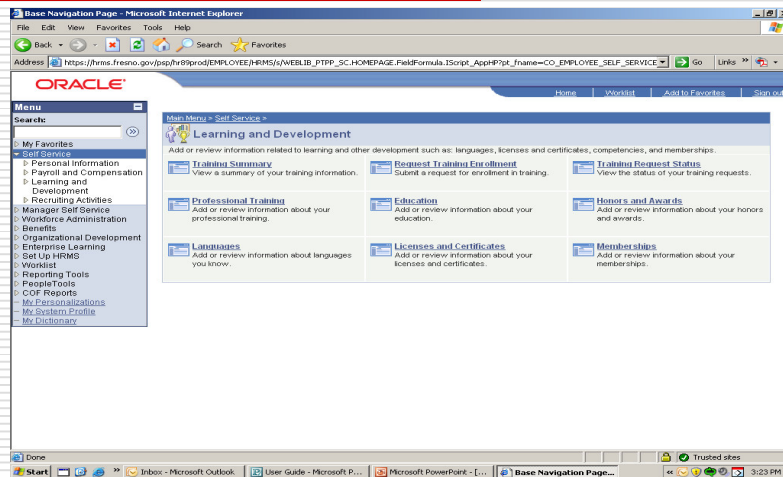 Base Navigation Page - Microsoft Internet Explorer
File Edit View Favorites Tools Help
Back Search Favorites
Address https://hrms.fresno.gov/psp/hr89prod/EMPLOYEE/HRMS/s/WEBLIB_PTPP_SC.HOMEPAGE.FieldFormula.IScript_AppHP?pt_fname=CO_EMPLOYEE_SELF_SERVICE Go Links »
ORACLE
Home Worklist Add to Favorites Sign out
Menu
Search:
My Favorites
Self Service
Personal Information
Payroll and Compensation
Learning and
Development
Recruiting Activities
Manager Self Service
Workforce Administration
Benefits
Organizational Development
Enterprise Learning
Set Up HRMS
Worklist
Reporting Tools
PeopleTools
COF Reports
My Personalizations
My System Profile
My Dictionary
Main Menu > Self Service >
Learning and Development
Add or review information related to learning and other development such as: languages, licenses and certificates, competencies, and memberships.
Training Summary
View a summary of your training information.
Request Training Enrollment
Submit a request for enrollment in training.
Training Request Status
View the status of your training requests.
Professional Training
Add or review information about your
professional training.
Education
Add or review information about your
education.
Honors and Awards
Add or review information about your honors
and awards.
Languages
Add or review information about languages
you know.
Licenses and Certificates
Add or review information about your
licenses and certificates.
Memberships
Add or review information about your
memberships.
Done Trusted sites
Start » Inbox - Microsoft Outlook User Guide - Microsoft P... Microsoft PowerPoint - [... Base Navigation Page... « 3:23 PM